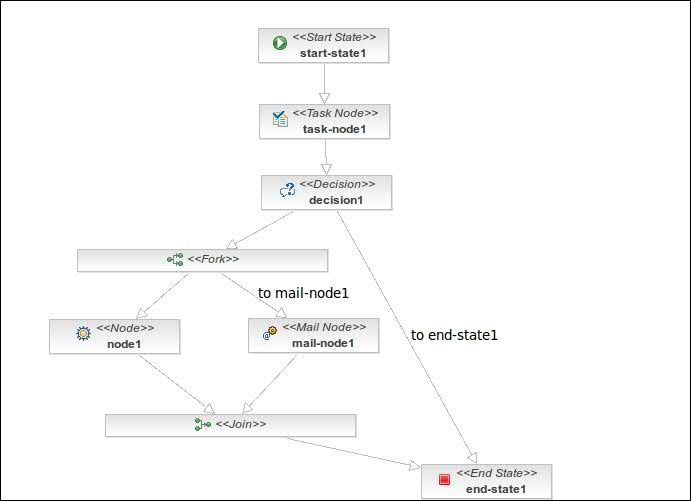 <<Start State>>
start-state1
<<Task Node>>
task-node1
<<Decision>>
decision1
<<Fork>>
to mail-node1
<<Node>>
node1
<<Mail Node>>
mail-node1
to end-state1
<<Join>>
<<End State>>
end-state1